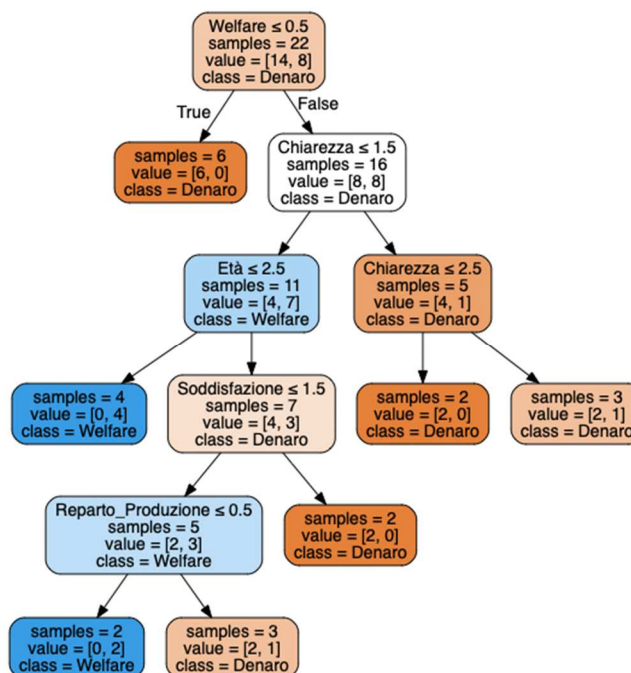 Welfare ≤ 0.5
samples = 22
value = [14, 8]
class = Denaro
True
False
samples = 6
value = [6, 0]
class = Denaro
Chiarezza ≤ 1.5
samples = 16
value = [8, 8]
class = Denaro
Età ≤ 2.5
samples = 11
value = [4, 7]
class = Welfare
Chiarezza ≤ 2.5
samples = 5
value = [4, 1]
class = Denaro
samples = 4
value = [0, 4]
class = Welfare
Soddisfazione ≤ 1.5
samples = 7
value = [4, 3]
class = Denaro
samples = 2
value = [2, 0]
class = Denaro
samples = 3
value = [2, 1]
class = Denaro
Reparto_Produzione ≤ 0.5
samples = 5
value = [2, 3]
class = Welfare
samples = 2
value = [2, 0]
class = Denaro
samples = 2
value = [0, 2]
class = Welfare
samples = 3
value = [2, 1]
class = Denaro